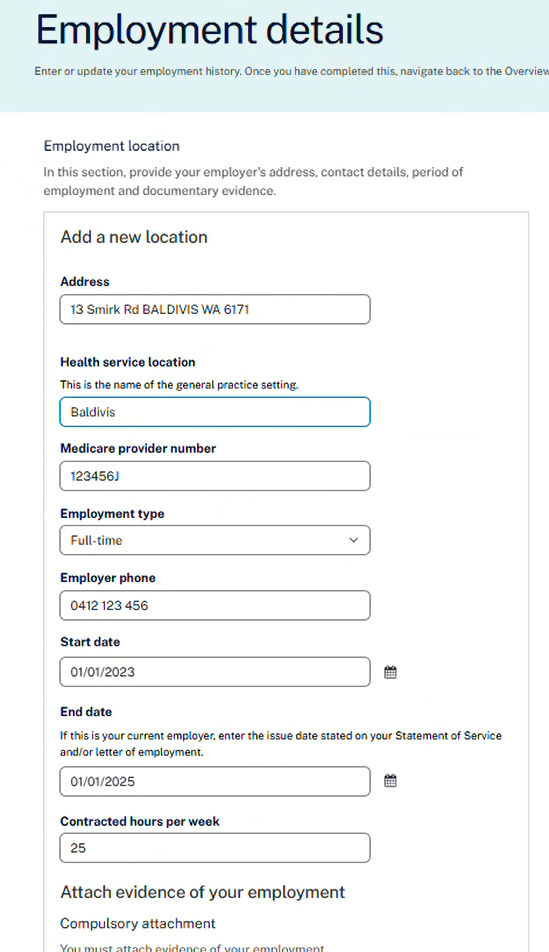 Employment details
Enter or update your employment history. Once you have completed this, navigate back to the Overview
Employment location
In this section, provide your employer's address, contact details, period of
employment and documentary evidence.
Add a new location
Address
13 Smirk Rd BALDIVIS WA 6171
Health service location
This is the name of the general practice setting.
Baldivis
Medicare provider number
123456J
Employment type
Full-time
Employer phone
0412 123 456
Start date
01/01/2023
End date
If this is your current employer, enter the issue date stated on your Statement of Service
and/or letter of employment.
01/01/2025
Contracted hours per week
25
Attach evidence of your employment
Compulsory attachment
You must attach evidence of your employment